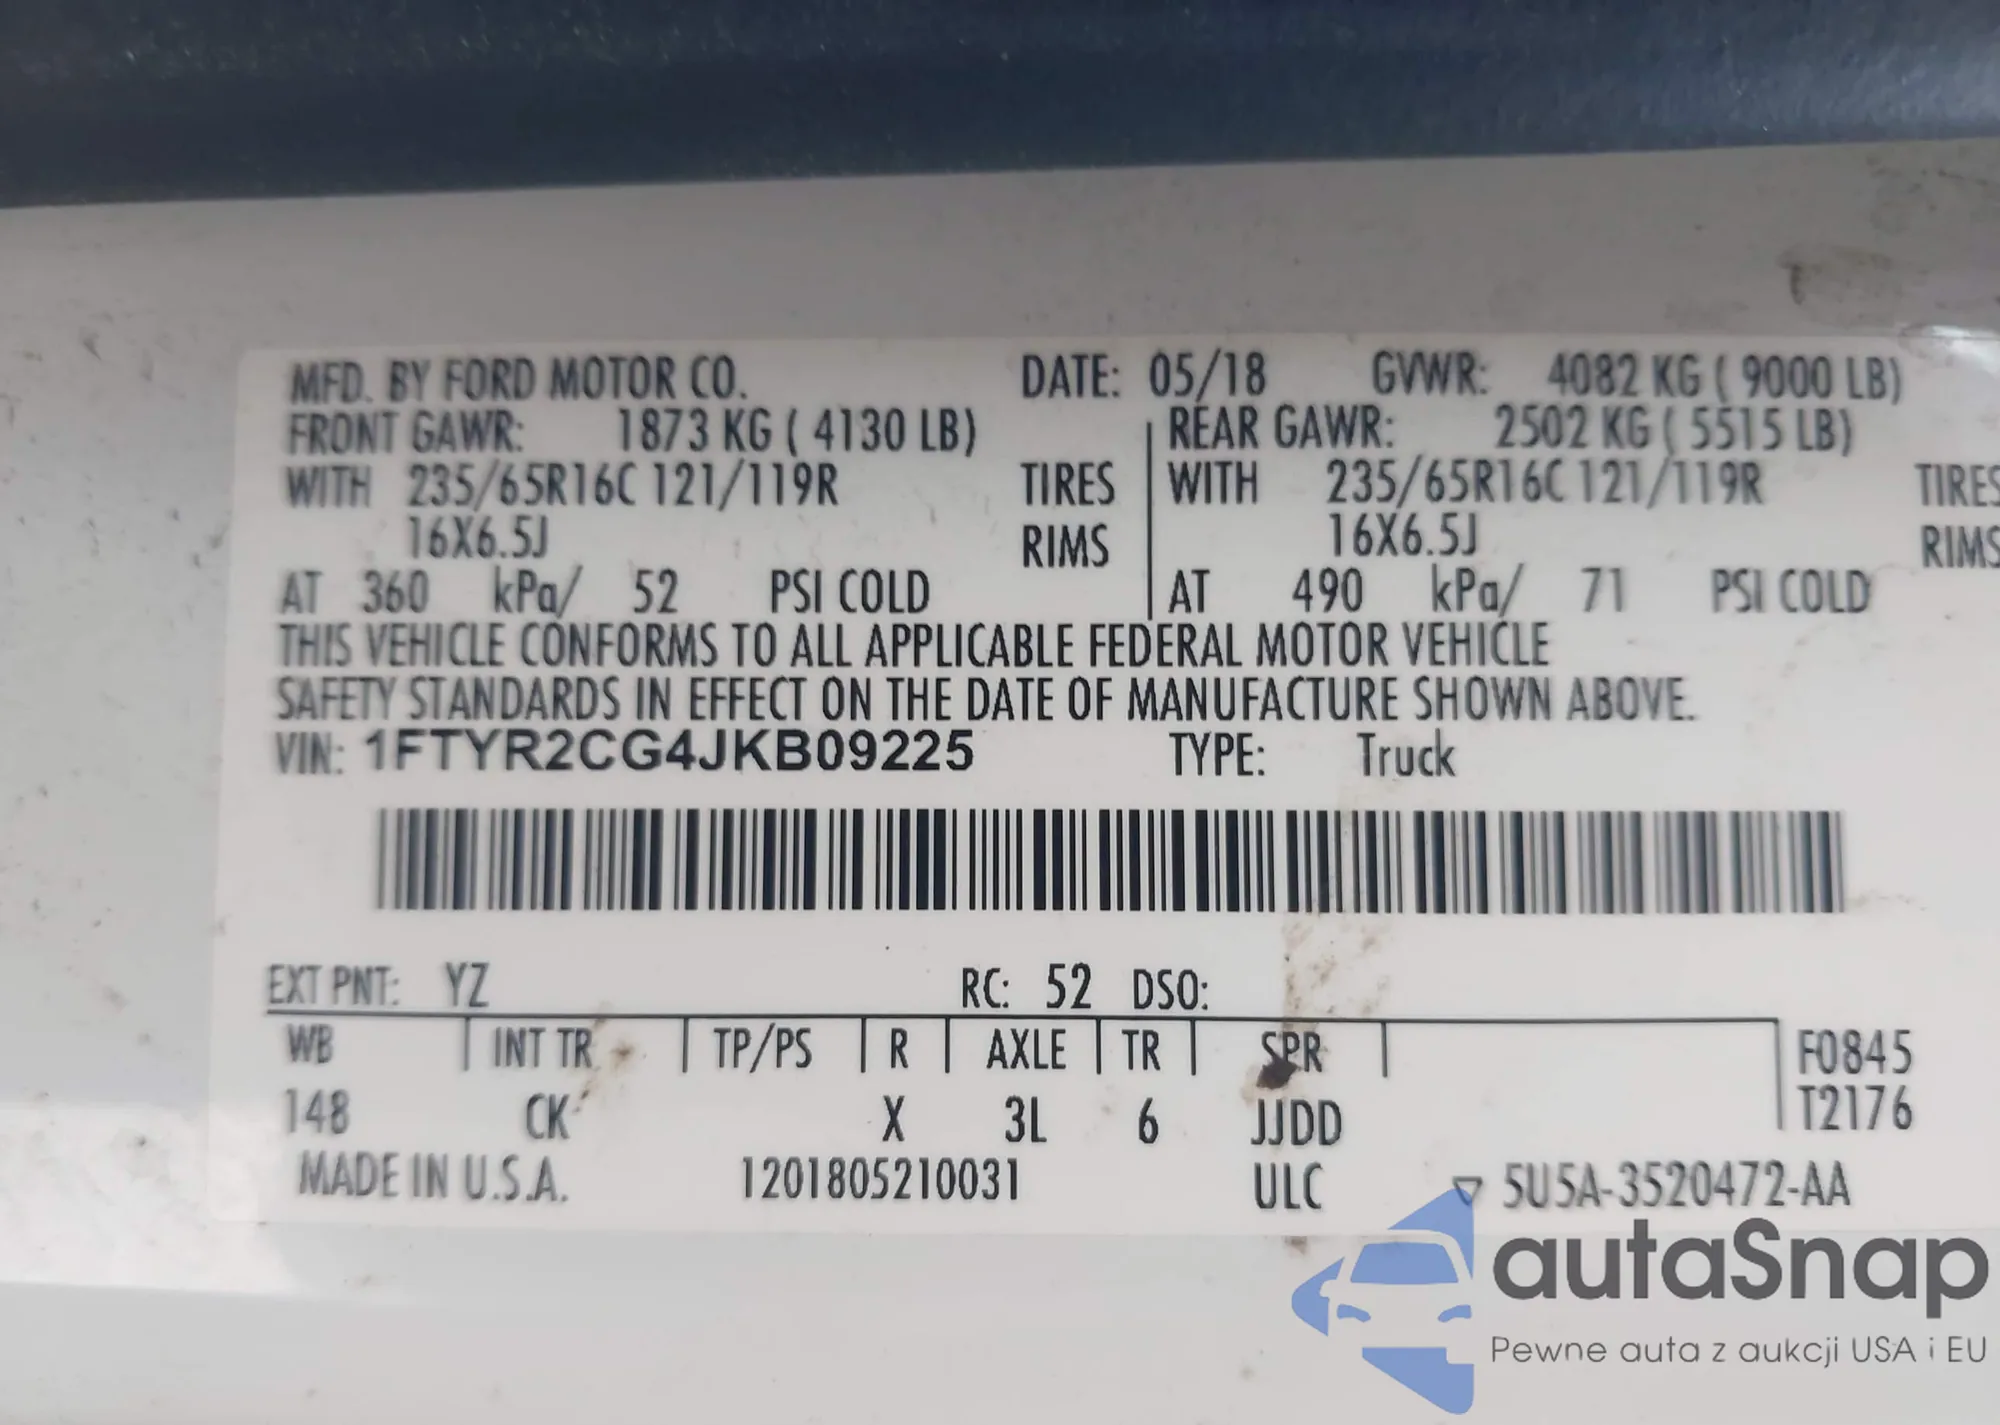 MFD. BY FORD MOTOR CO. DATE: 05/18 GVWR: 4082 KG ( 9000 LB)
FRONT GAWR: 1873 KG ( 4130 LB) REAR GAWR: 2502 KG ( 5515 LB)
WITH 235/65R16C 121/119R TIRES WITH 235/65R16C 121/119R TIRES
16X6.5J RIMS 16X6.5J RIMS
AT 360 kPa/ 52 PSI COLD AT 490 kPa/ 71 PSI COLD
THIS VEHICLE CONFORMS TO ALL APPLICABLE FEDERAL MOTOR VEHICLE
SAFETY STANDARDS IN EFFECT ON THE DATE OF MANUFACTURE SHOWN ABOVE.
VIN: 1FTYR2CG4JKB09225 TYPE: Truck
EXT PNT: YZ RC: 52 DSO:
WB INT TR TP/PS R AXLE TR SPR F0845
148 CK X 3L 6 JJDD T2176
MADE IN U.S.A. 1201805210031 ULC ▽ 5U5A-3520472-AA
autaSnap
Pewne auta z aukcji USA i EU